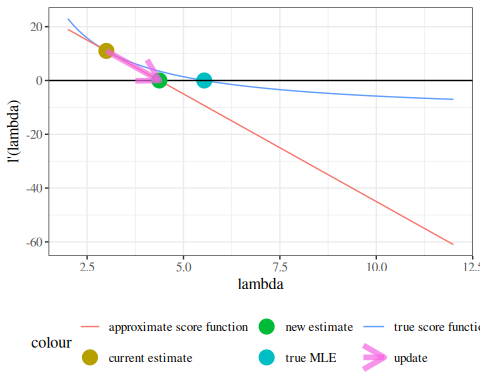 20
0
-20
-40
-60
l'(lambda)
2.5 5.0 7.5 10.0 12.5
lambda
colour
approximate score function new estimate true score functio
current estimate true MLE update